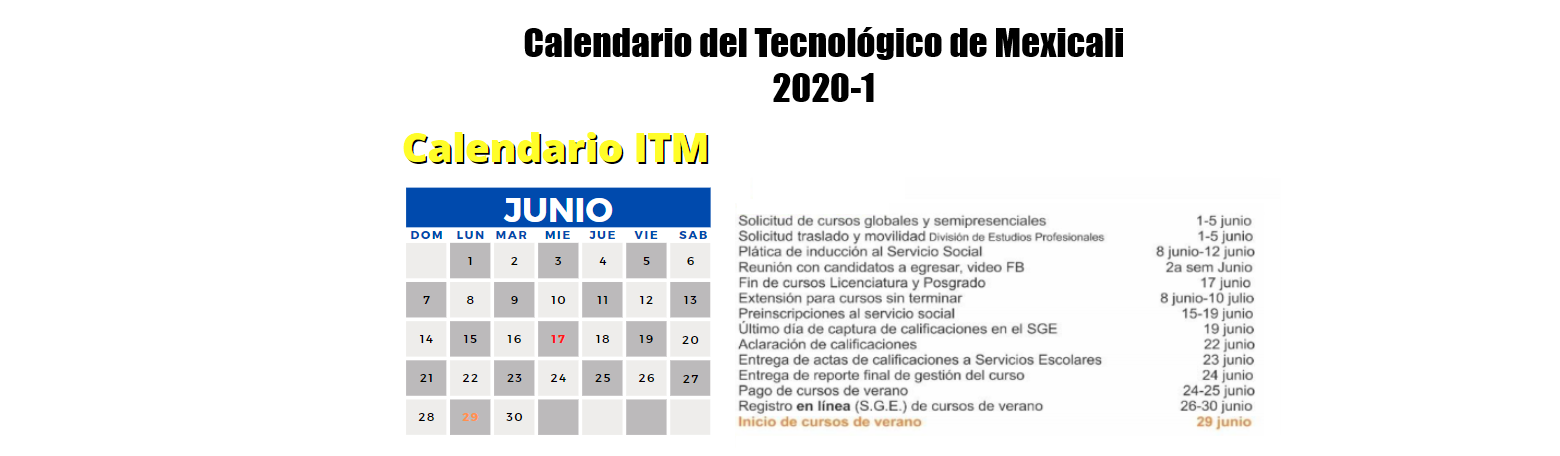 Calendario del Tecnológico de Mexicali
2020-1
Calendario ITM
JUNIO
DOM LUN MAR MIE JUE VIE SAB
1 2 3 4 5 6
7 8 9 10 11 12 13
14 15 16 17 18 19 20
21 22 23 24 25 26 27
28 29 30
Solicitud de cursos globales y semipresenciales 1-5 junio
Solicitud traslado y movilidad División de Estudios Profesionales 1-5 junio
Plática de inducción al Servicio Social 8 junio-12 junio
Reunión con candidatos a egresar, video FB 2a sem Junio
Fin de cursos Licenciatura y Posgrado 17 junio
Extensión para cursos sin terminar 8 junio-10 julio
Preinscripciones al servicio social 15-19 junio
Último día de captura de calificaciones en el SGE 19 junio
Aclaración de calificaciones 22 junio
Entrega de actas de calificaciones a Servicios Escolares 23 junio
Entrega de reporte final de gestión del curso 24 junio
Pago de cursos de verano 24-25 junio
Registro en línea (S.G.E.) de cursos de verano 26-30 junio
Inicio de cursos de verano 29 junio